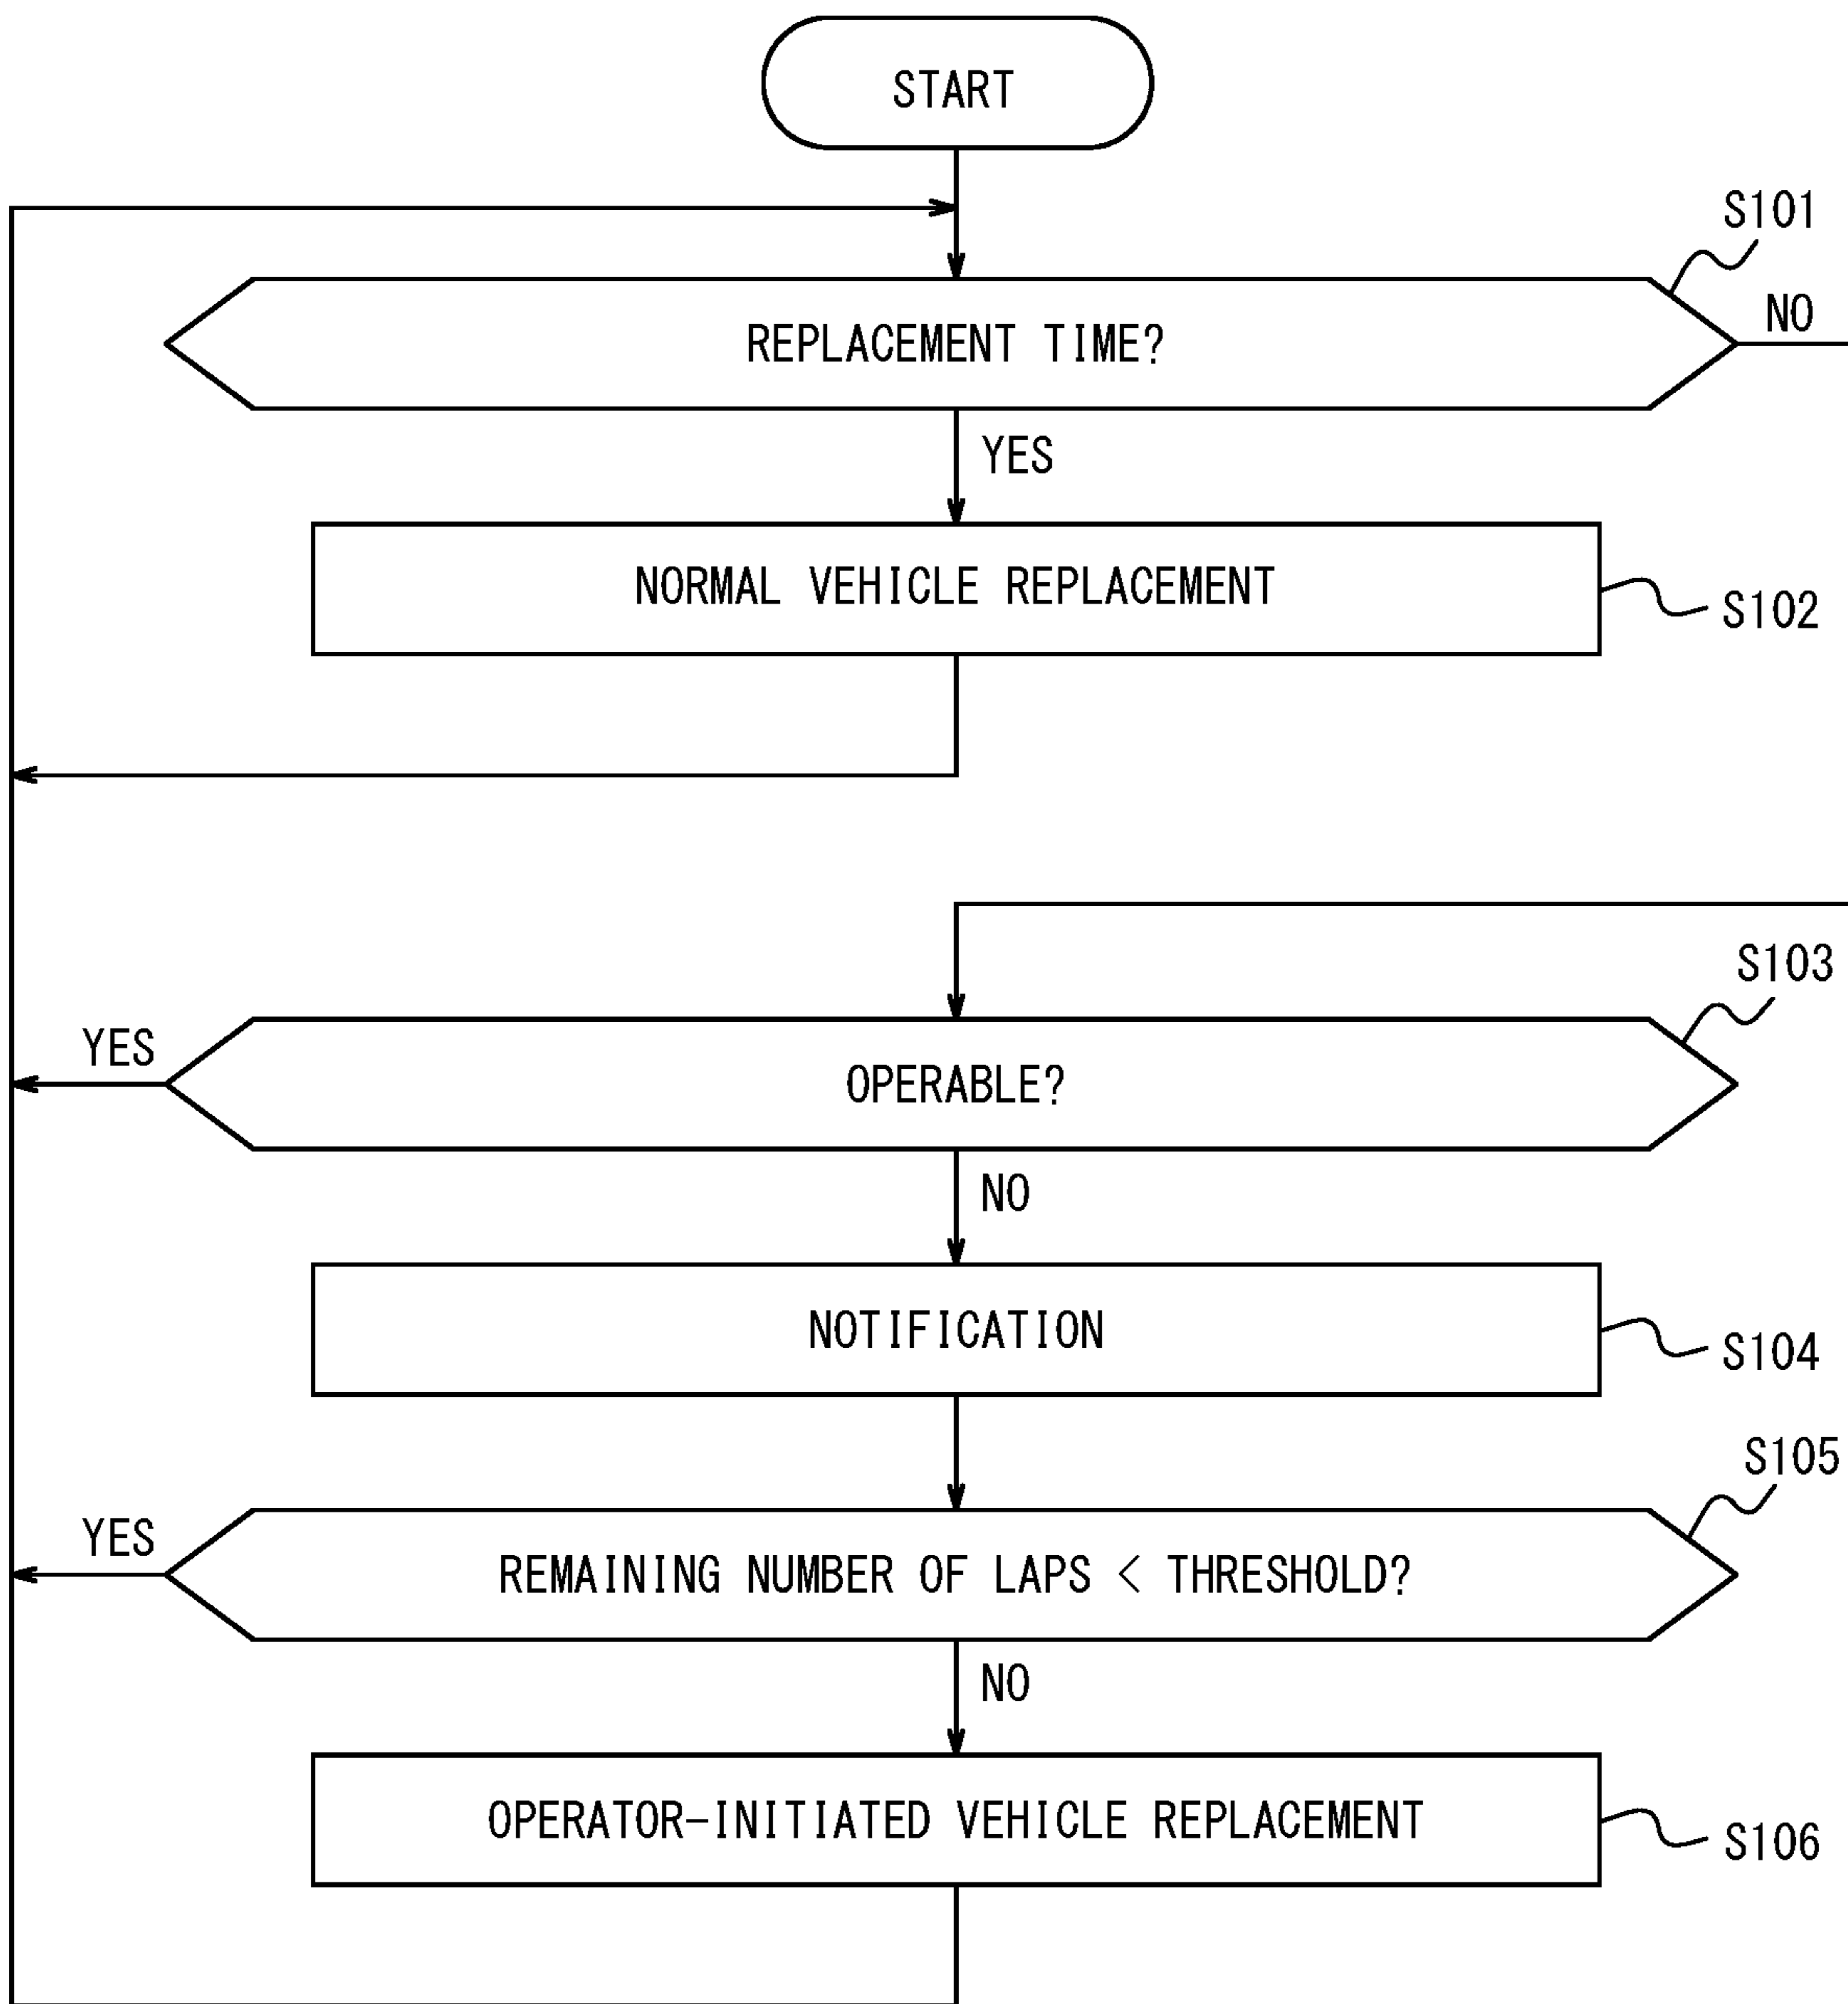 START
S101
REPLACEMENT TIME?
NO
YES
NORMAL VEHICLE REPLACEMENT
S102
S103
YES
OPERABLE?
NO
NOTIFICATION
S104
S105
YES
REMAINING NUMBER OF LAPS < THRESHOLD?
NO
OPERATOR-INITIATED VEHICLE REPLACEMENT
S106